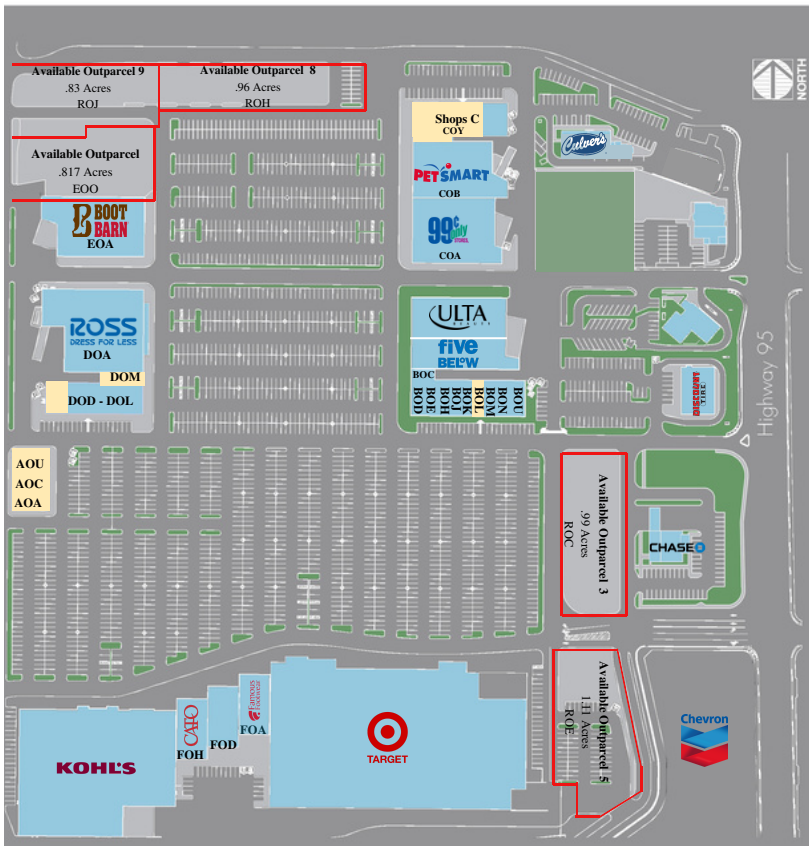 Available Outparcel 9
.83 Acres
ROJ
Available Outparcel 8
.96 Acres
ROH
NORTH
Shops C
COY
Culver's
Available Outparcel
.817 Acres
EOO
PETSMART
COB
BOOT
BARN
EOA
99¢
only
STORES
COA
ROSS
DRESS FOR LESS
DOA
ULTA
BEAUTY
five
BELOW
BOC
DOM
DOD - DOL
BOD
BOE
BOH
BOJ
BOK
BOL
BOM
BON
BOU
DISCOUNT
TIRE
Highway 95
AOU
AOC
AOA
Available Outparcel 3
.99 Acres
ROC
CHASE
Available Outparcel 5
1.11 Acres
ROE
Chevron
KOHL'S
CATO
FOH
FOD
Famous
Footwear
FOA
TARGET